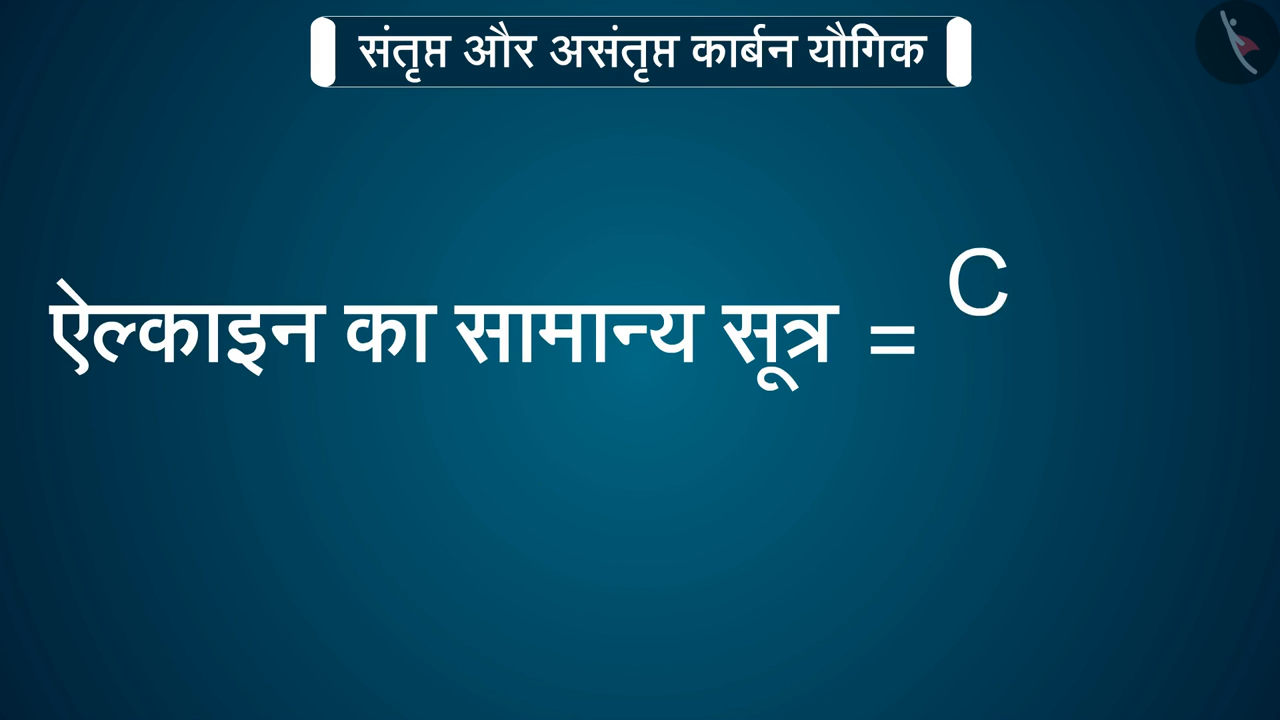 संतृप्त और असंतृप्त कार्बन यौगिक
ऐल्काइन का सामान्य सूत्र = C